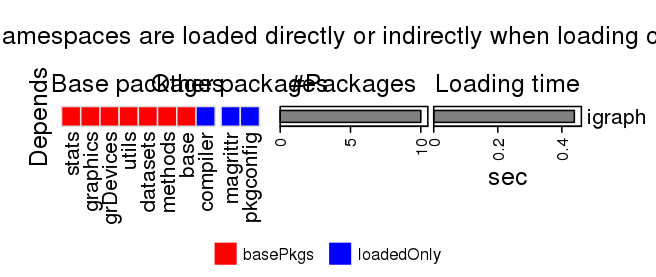 amespaces are loaded directly or indirectly when loading o
Base packages
Other packages
#Packages
Loading time
Depends
igraph
stats
graphics
grDevices
utils
datasets
methods
base
compiler
magrittr
pkgconfig
0
5
10
0
0.2
0.4
sec
basePkgs
loadedOnly